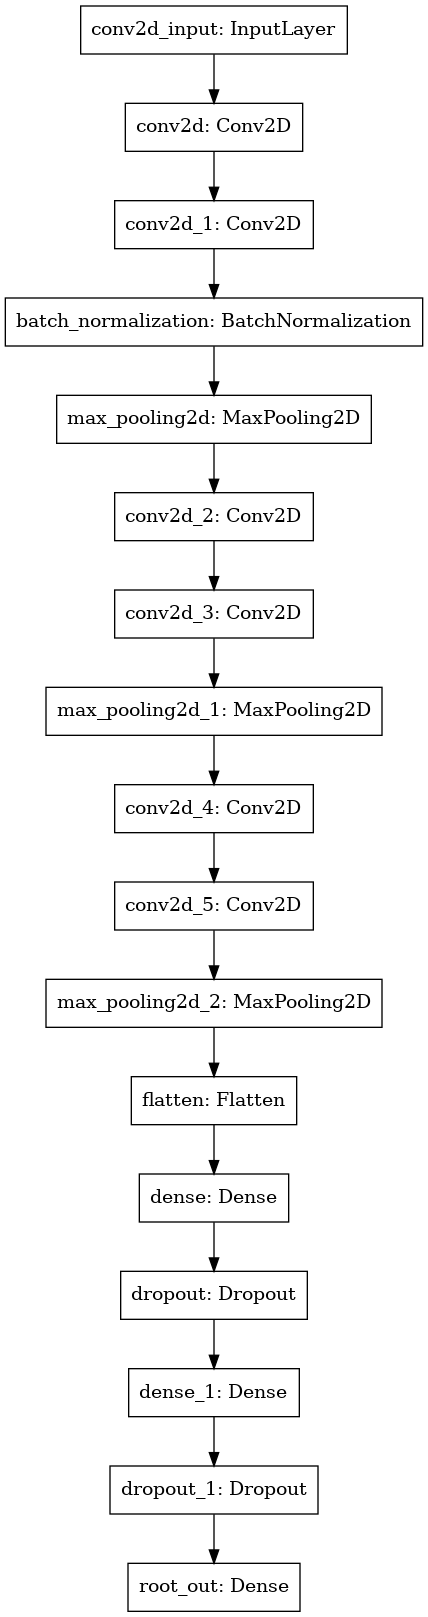 conv2d_input: InputLayer
conv2d: Conv2D
conv2d_1: Conv2D
batch_normalization: BatchNormalization
max_pooling2d: MaxPooling2D
conv2d_2: Conv2D
conv2d_3: Conv2D
max_pooling2d_1: MaxPooling2D
conv2d_4: Conv2D
conv2d_5: Conv2D
max_pooling2d_2: MaxPooling2D
flatten: Flatten
dense: Dense
dropout: Dropout
dense_1: Dense
dropout_1: Dropout
root_out: Dense